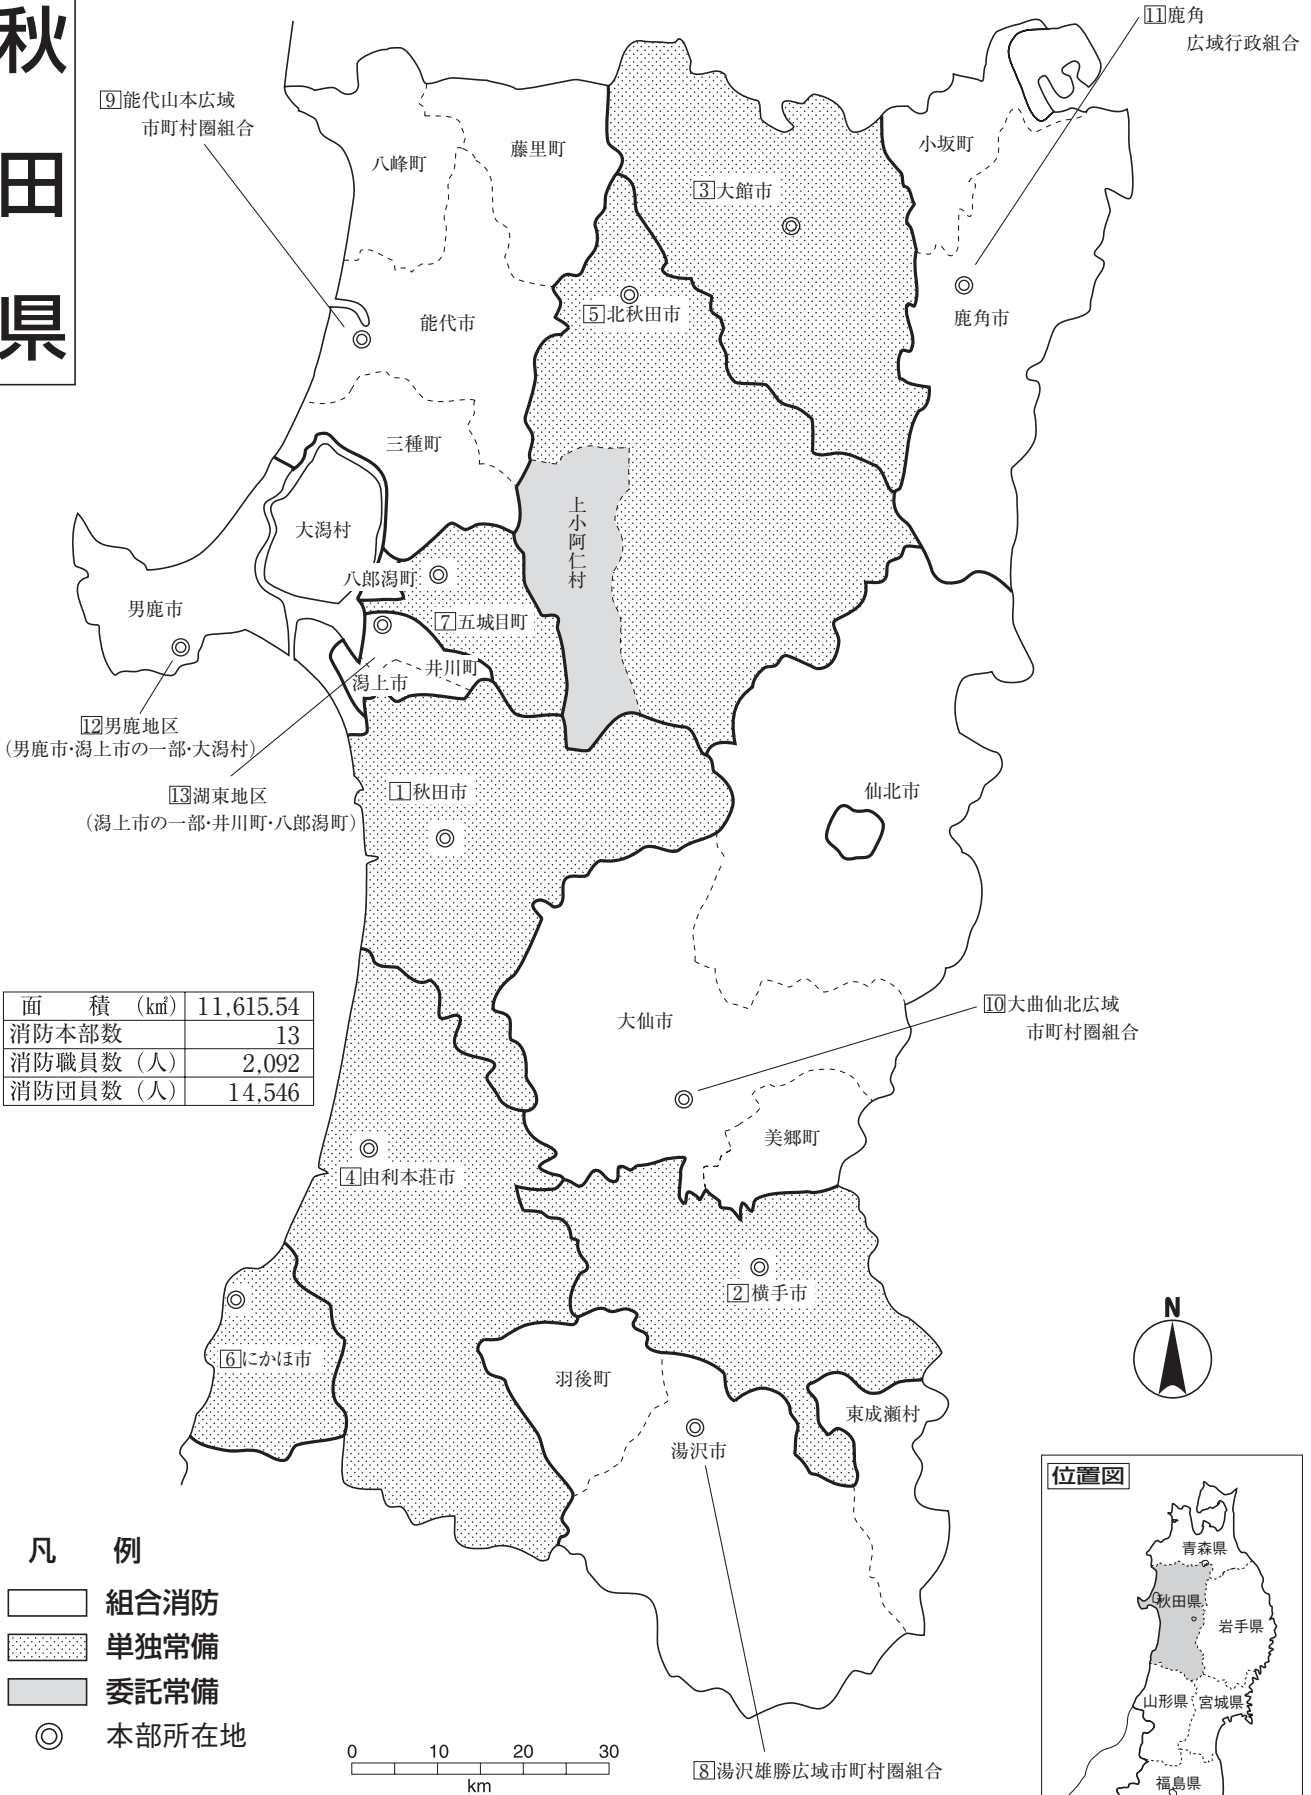 秋田県
11鹿角
広域行政組合
9能代山本広域
市町村圏組合
八峰町
藤里町
小坂町
3大館市
5北秋田市
鹿角市
能代市
三種町
上小阿仁村
大潟村
八郎潟町
男鹿市
7五城目町
井川町
潟上市
12男鹿地区
(男鹿市・潟上市の一部・大潟村)
13湖東地区
(潟上市の一部・井川町・八郎潟町)
1秋田市
仙北市
面 積 (㎢) 11,615.54
消防本部数 13
消防職員数 (人) 2,092
消防団員数 (人) 14,546
大仙市
10大曲仙北広域
市町村圏組合
美郷町
4由利本荘市
2横手市
6にかほ市
羽後町
東成瀬村
湯沢市
8湯沢雄勝広域市町村圏組合
N
凡 例
組合消防
単独常備
委託常備
本部所在地
0 10 20 30
km
位置図
青森県
秋田県
岩手県
山形県
宮城県
福島県